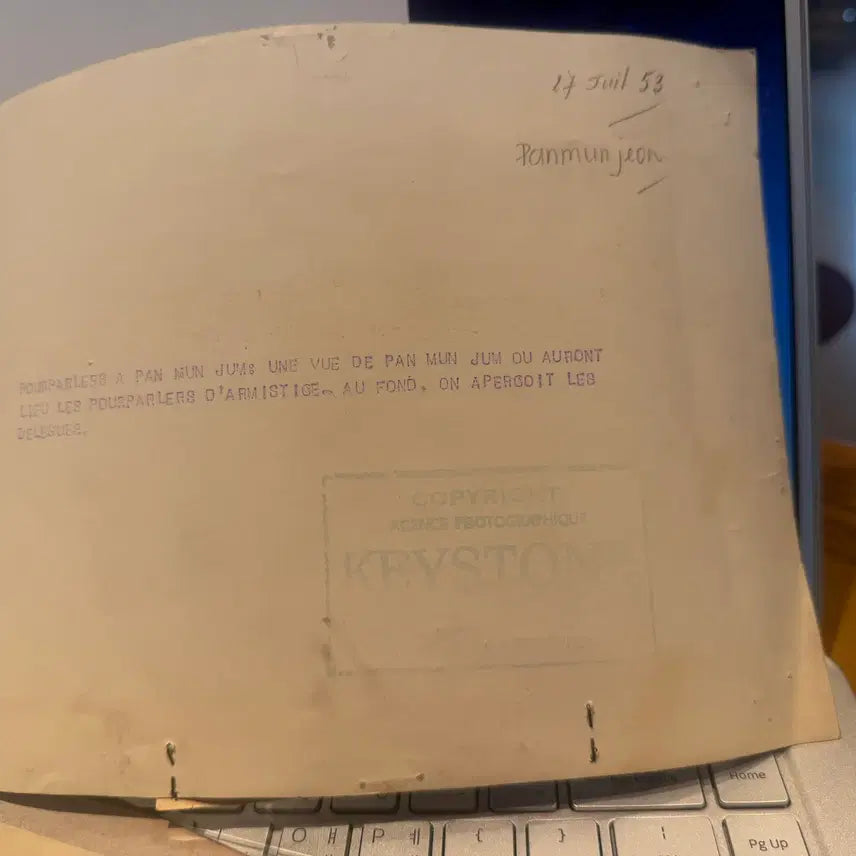 17 Juil 53
Panmunjeon
POURPARLERS A PAN MUN JUM: UNE VUE DE PAN MUN JUM OU AURONT
LIEU LES POURPARLERS D'ARMISTICE. AU FOND, ON APERCOIT LES
DELEGUES.
COPYRIGHT
AGENCE PHOTOGRAPHIQUE
KEYSTONE
Home
O ㅐ P ㅔ { } |
Pg Up